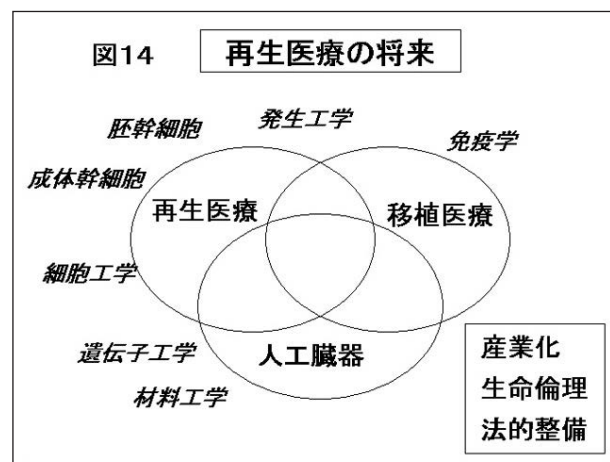 図14
再生医療の将来
胚幹細胞
発生工学
免疫学
成体幹細胞
再生医療
移植医療
細胞工学
遺伝子工学
人工臓器
材料工学
産業化
生命倫理
法的整備